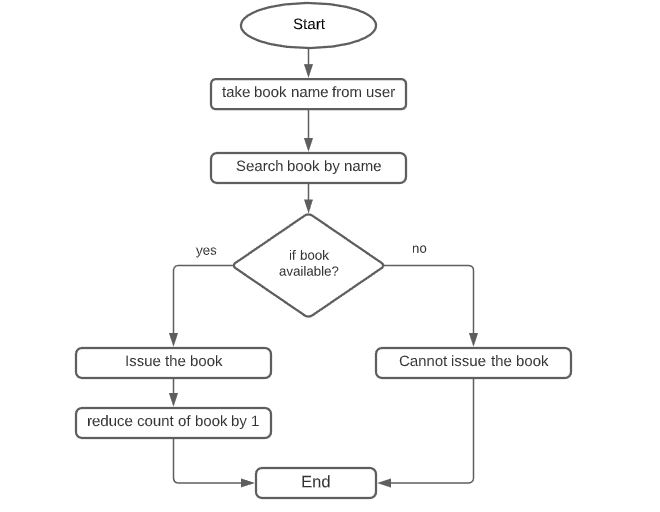 Start
take book name from user
Search book by name
if book
available?
yes
no
Issue the book
Cannot issue the book
reduce count of book by 1
End